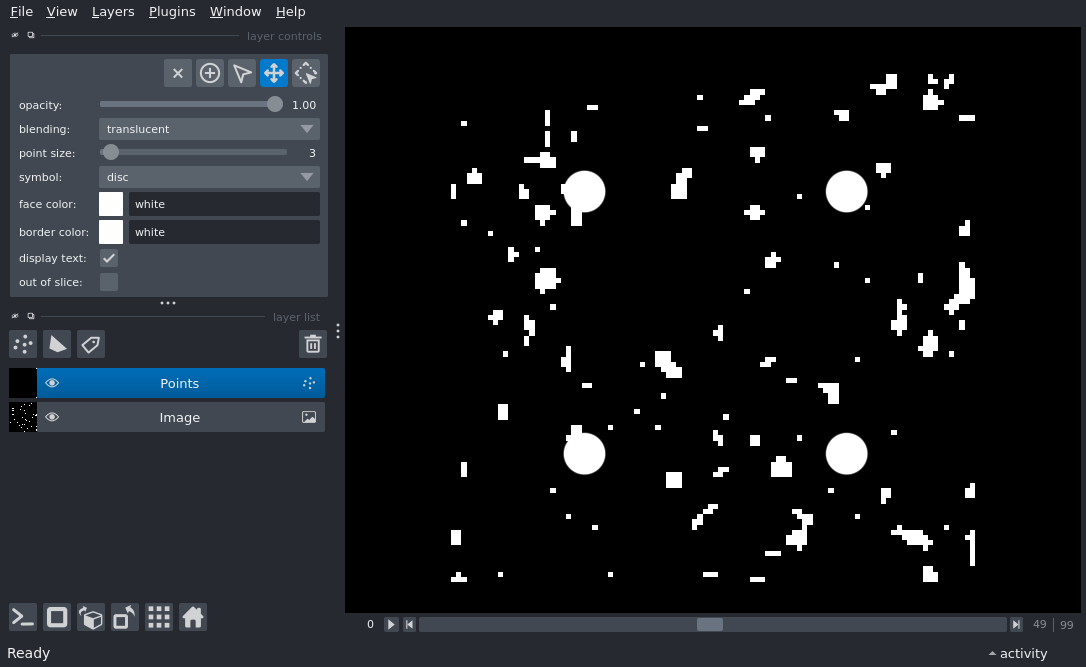 File View Layers Plugins Window Help
layer controls
opacity: 1.00
blending: translucent
point size: 3
symbol: disc
face color: white
border color: white
display text:
out of slice:
layer list
Points
Image
0 49 | 99
Ready activity